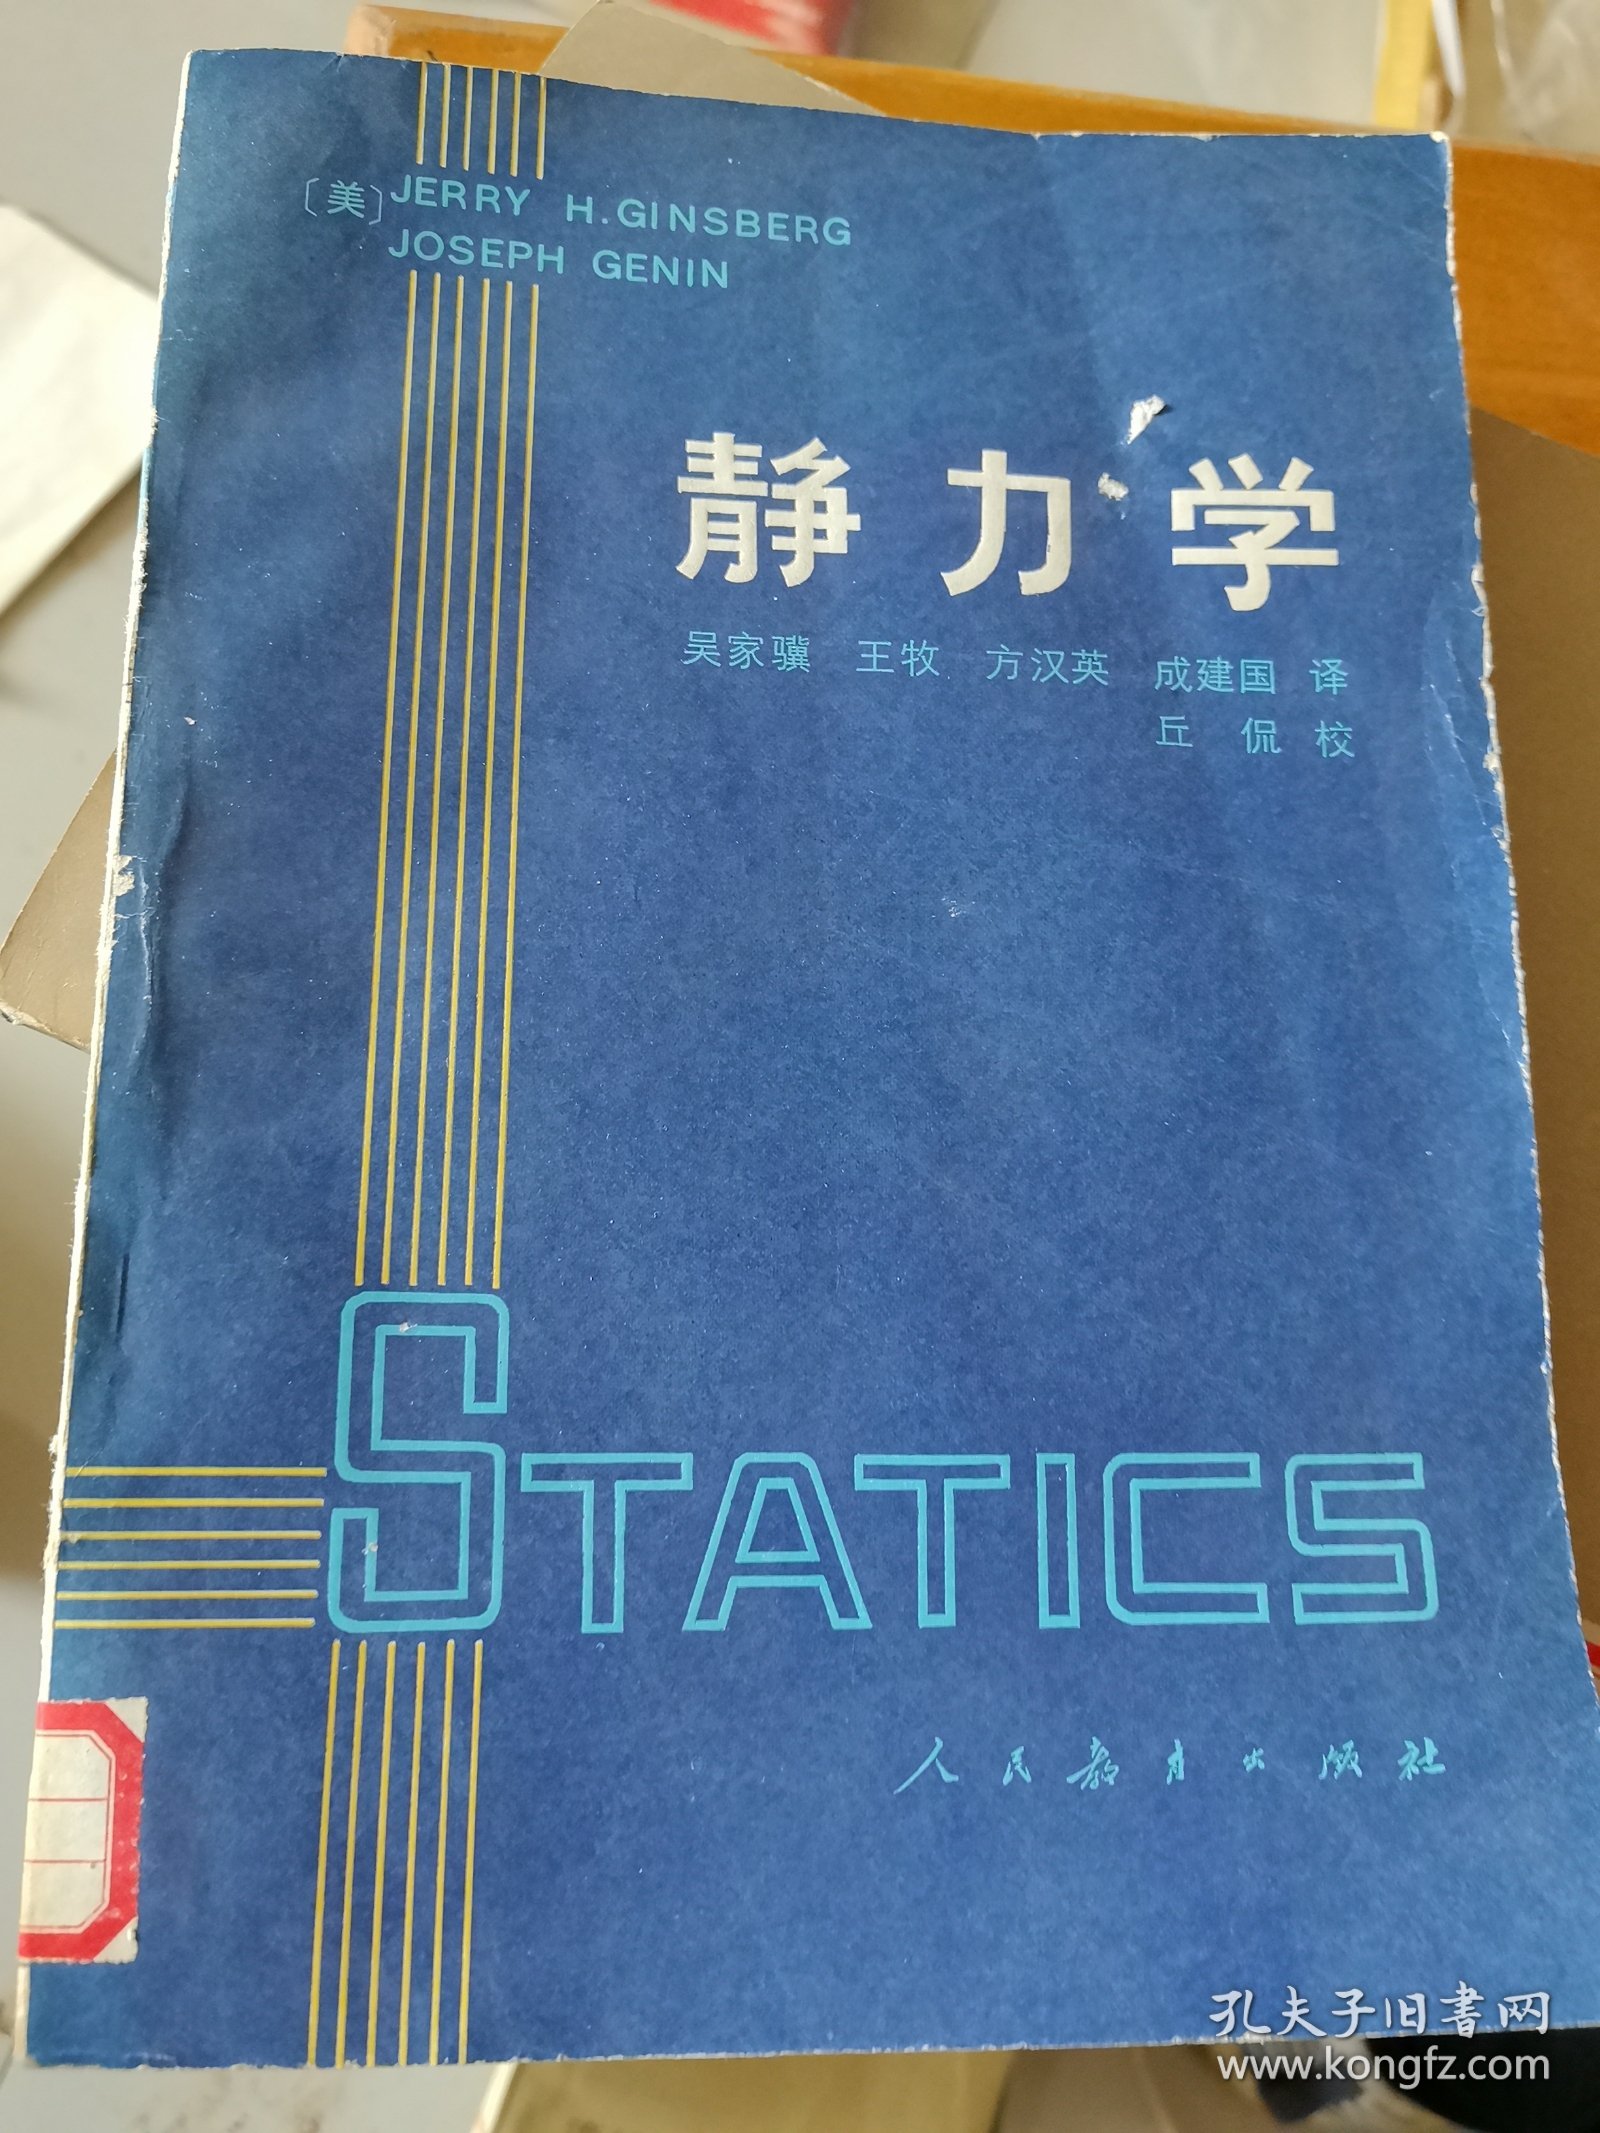 〔美〕JERRY H.GINSBERG
JOSEPH GENIN
静力学
吴家骥 王牧 方汉英 成建国 译
丘侃 校
STATICS
人民教育出版社
孔夫子旧书网
www.kongfz.com